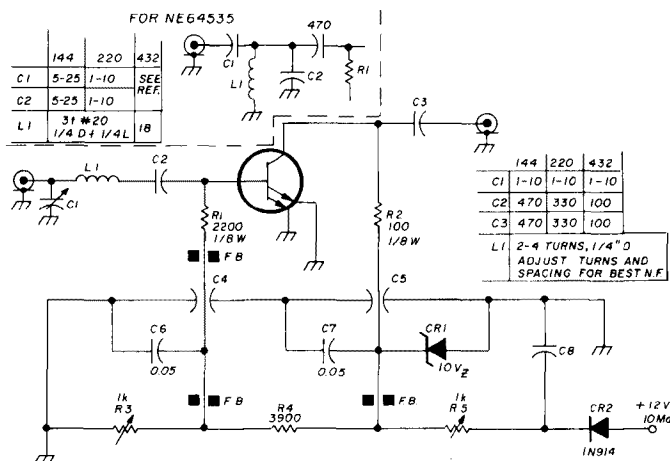 FOR NE64535
144 220 432
C1 5-25 1-10 SEE REF.
C2 5-25 1-10
L1 3t #20 1/4 D + 1/4 L 18
C1
L1
C2
470
R1
C3
L1
C2
C1
R1
2200
1/8W
R2
100
1/8W
144 220 432
C1 1-10 1-10 1-10
C2 470 330 100
C3 470 330 100
L1 2-4 TURNS, 1/4" D
ADJUST TURNS AND
SPACING FOR BEST N.F.
FB
C4
C5
C6
0.05
C7
0.05
CR1
10Vz
C8
1k
R3
FB
R4
3900
FB
1k
R5
CR2
1N914
+12V
10Ma